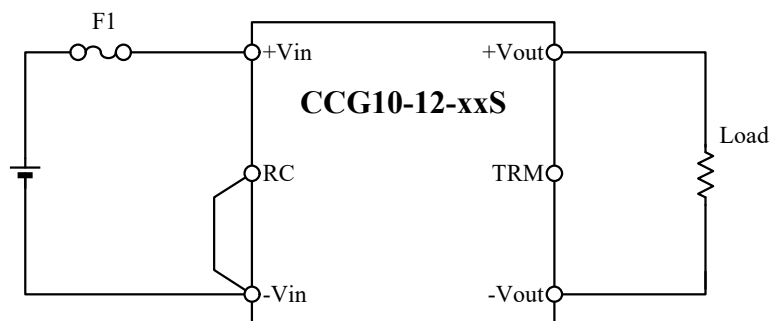 F1
+Vin
+Vout
CCG10-12-xxS
Load
RC
TRM
-Vin
-Vout